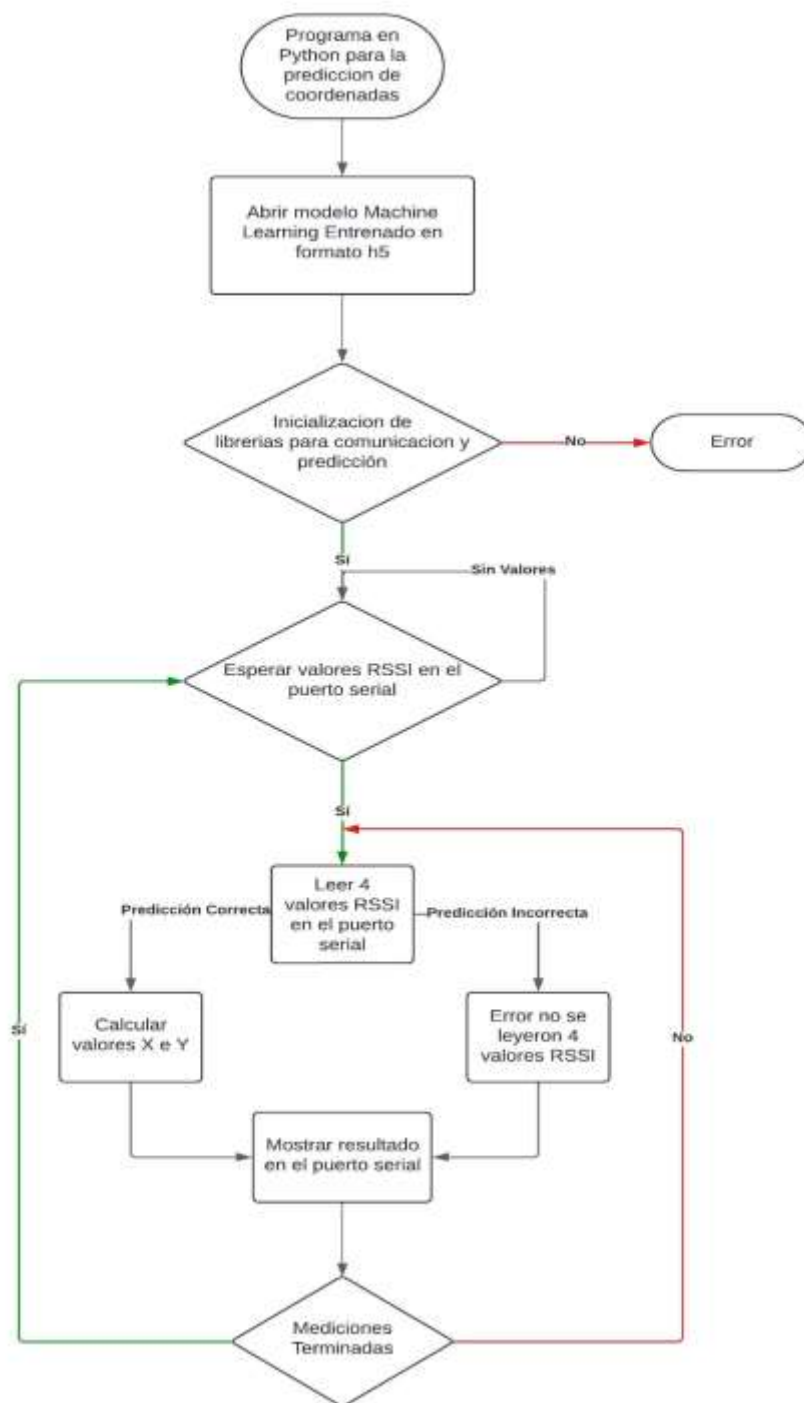 Programa en
Python para la
prediccion de
coordenadas
Abrir modelo Machine
Learning Entrenado en
formato h5
Inicializacion de
librerias para comunicacion y
predicción
No
Error
Sí
Sin Valores
Esperar valores RSSI en el
puerto serial
Sí
Leer 4
valores RSSI
en el puerto
serial
Predicción Correcta
Predicción Incorrecta
Calcular
valores X e Y
Error no se
leyeron 4
valores RSSI
Sí
No
Mostrar resultado
en el puerto serial
Mediciones
Terminadas